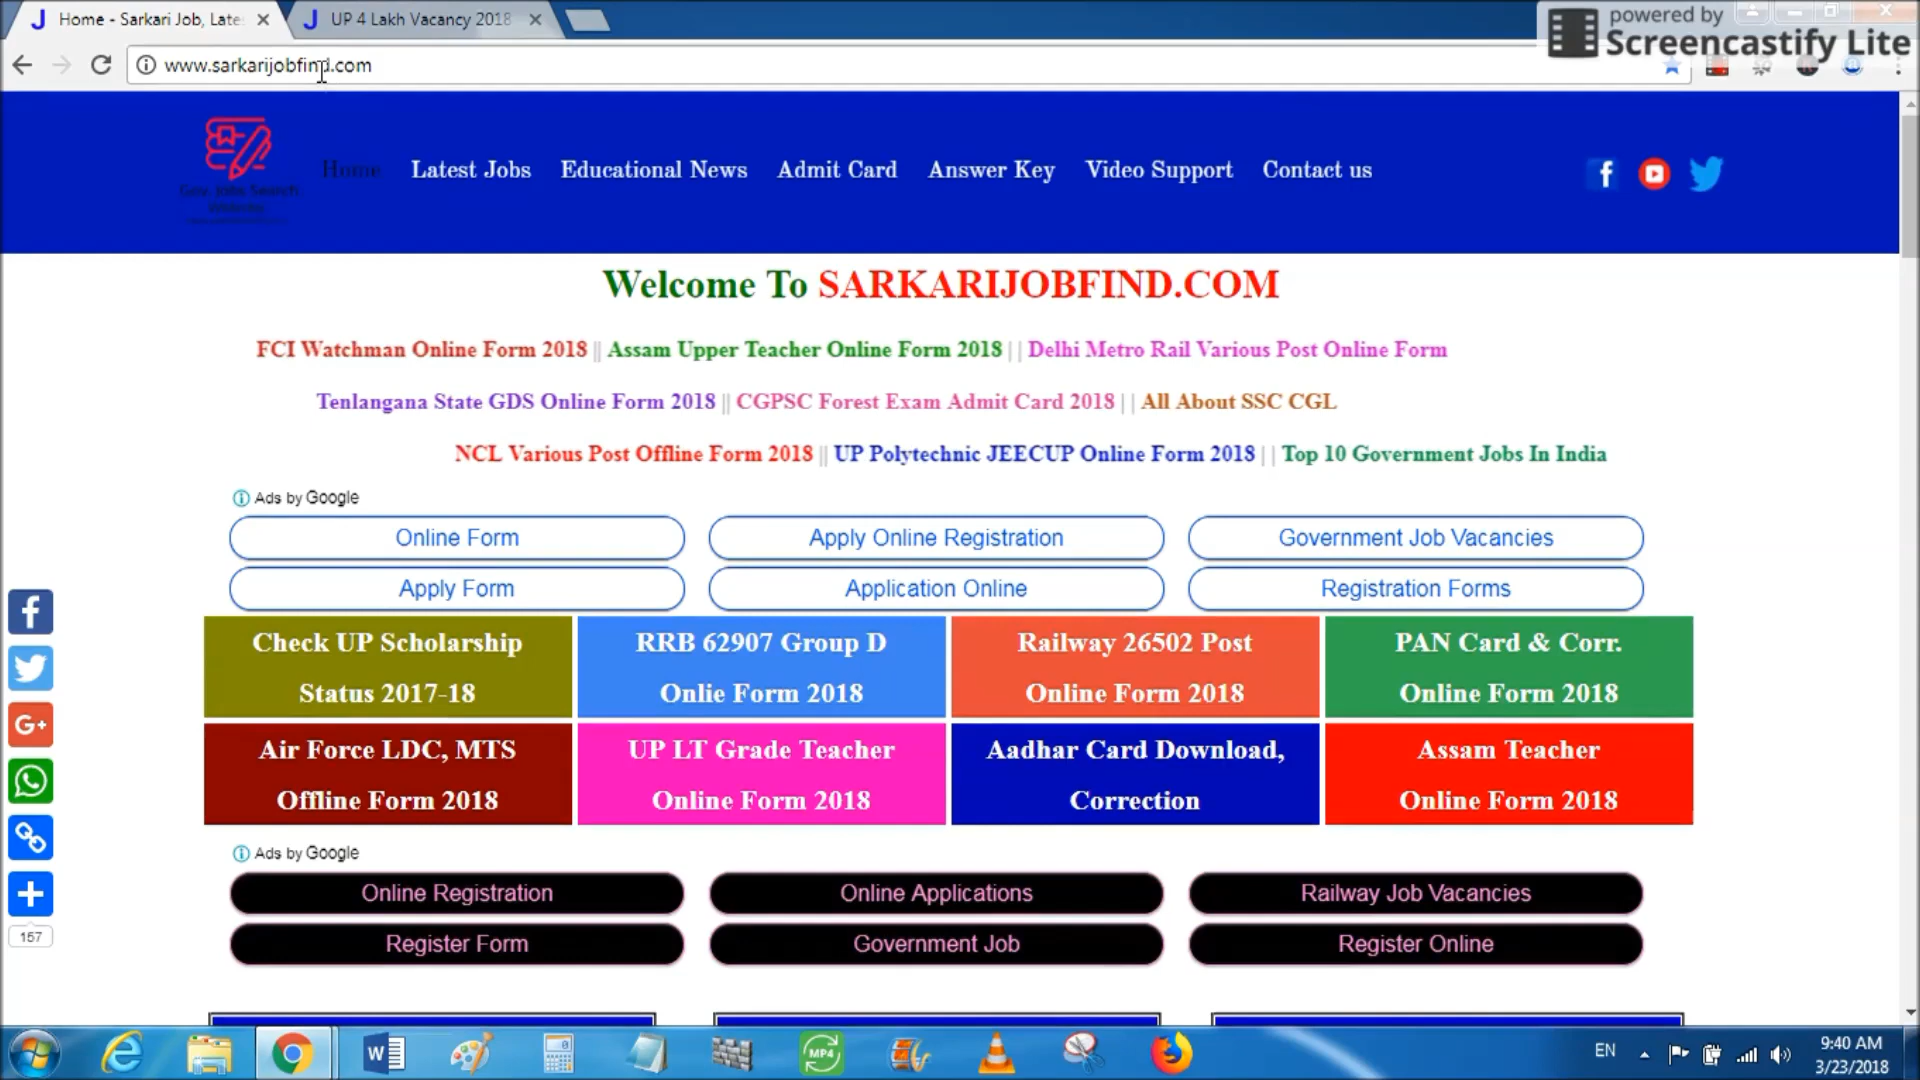 Home - Sarkari Job, Late
UP 4 Lakh Vacancy 2018
powered by
Screencastify Lite
www.sarkarijobfind.com
Gov. Jobs Search
Home
Latest Jobs
Educational News
Admit Card
Answer Key
Video Support
Contact us
Welcome To SARKARIJOBFIND.COM
FCI Watchman Online Form 2018 || Assam Upper Teacher Online Form 2018 || Delhi Metro Rail Various Post Online Form
Tenlangana State GDS Online Form 2018 || CGPSC Forest Exam Admit Card 2018 || All About SSC CGL
NCL Various Post Offline Form 2018 || UP Polytechnic JEECUP Online Form 2018 || Top 10 Government Jobs In India
Ads by Google
Online Form
Apply Online Registration
Government Job Vacancies
Apply Form
Application Online
Registration Forms
Check UP Scholarship
Status 2017-18
RRB 62907 Group D
Onlie Form 2018
Railway 26502 Post
Online Form 2018
PAN Card & Corr.
Online Form 2018
Air Force LDC, MTS
Offline Form 2018
UP LT Grade Teacher
Online Form 2018
Aadhar Card Download,
Correction
Assam Teacher
Online Form 2018
157
Ads by Google
Online Registration
Online Applications
Railway Job Vacancies
Register Form
Government Job
Register Online
MP4
EN
9:40 AM
3/23/2018